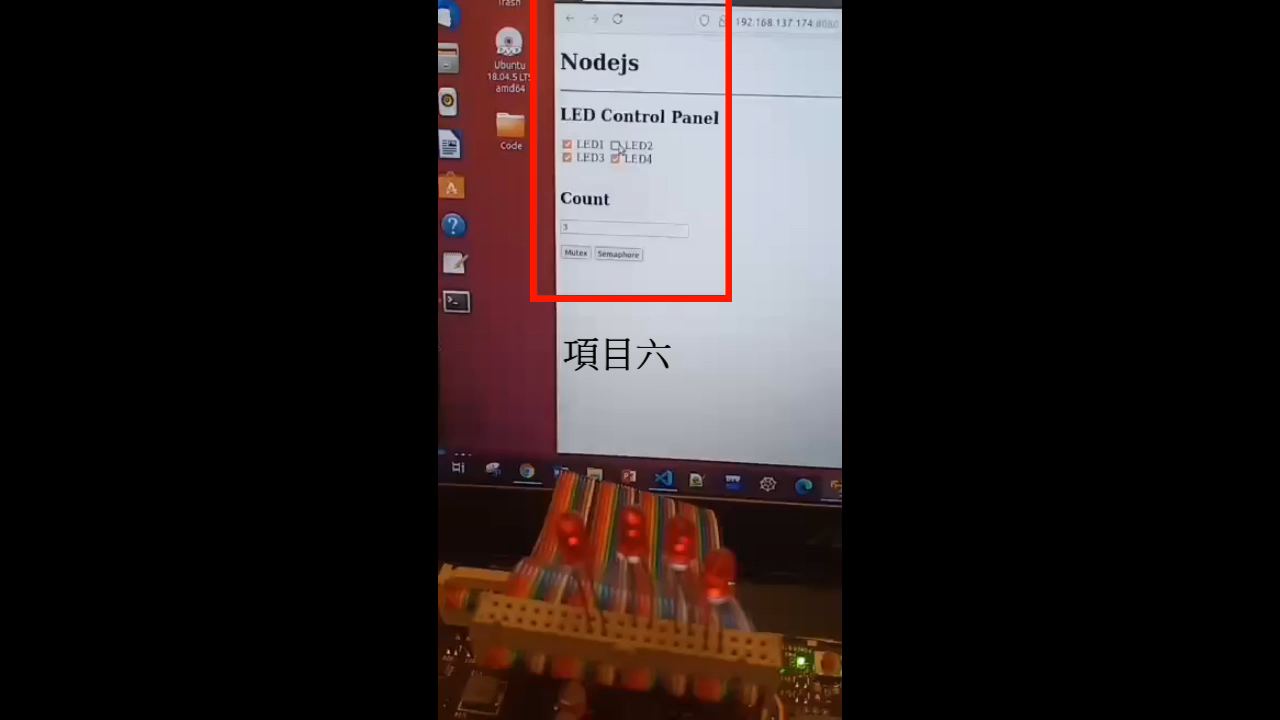 Trash
Ubuntu
18.04.5 LTS
amd64
Code
192.168.137.174
Nodejs
LED Control Panel
LED1 LED2
LED3 LED4
Count
3
Mutex Semaphore
項目六